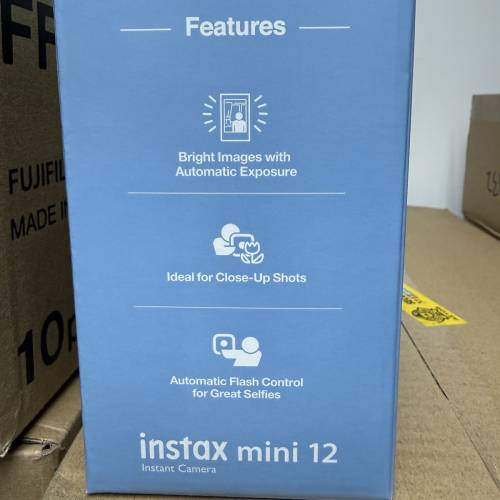 Features
Bright Images with
Automatic Exposure
Ideal for Close-Up Shots
Automatic Flash Control
for Great Selfies
instax mini 12
Instant Camera
FUJIFIL
MADE IN
10